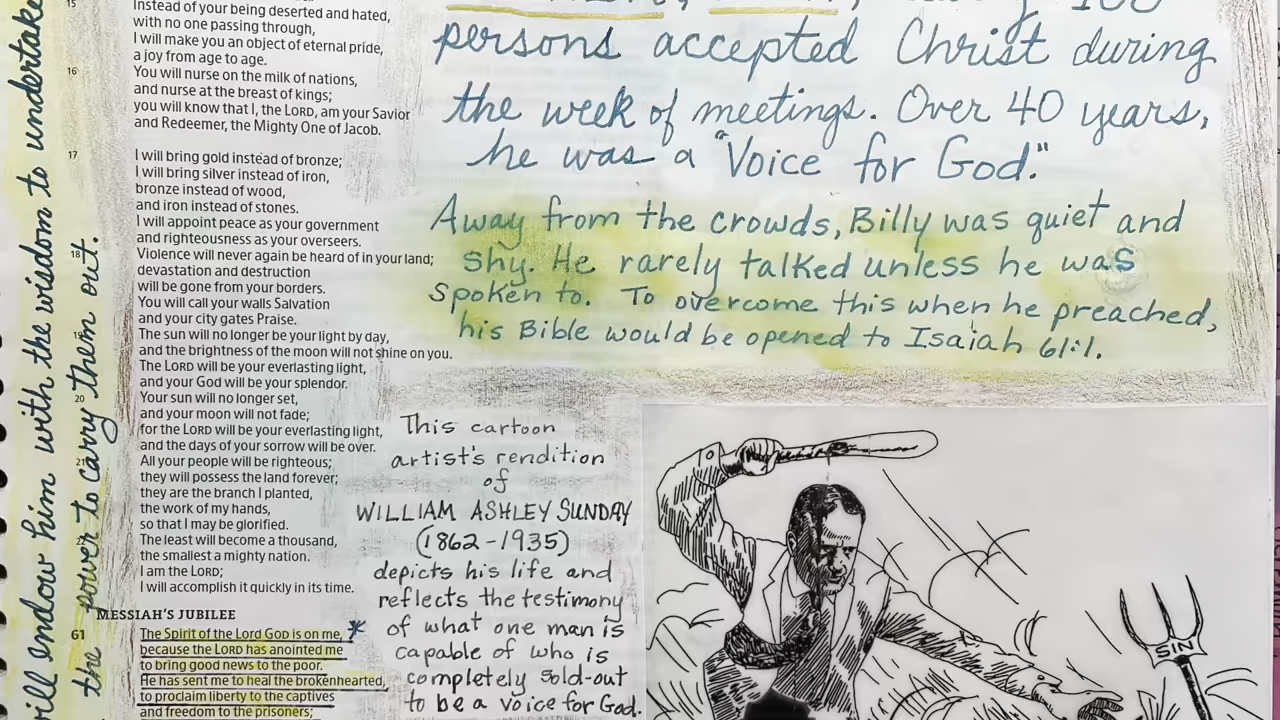 will endow him with the wisdom to undertake
the power to carry them out.
15
Instead of your being deserted and hated,
with no one passing through,
I will make you an object of eternal pride,
a joy from age to age.
16
You will nurse on the milk of nations,
and nurse at the breast of kings;
you will know that I, the LORD, am your Savior
and Redeemer, the Mighty One of Jacob.
17
I will bring gold instead of bronze;
I will bring silver instead of iron,
bronze instead of wood,
and iron instead of stones.
I will appoint peace as your government
and righteousness as your overseers.
18
Violence will never again be heard of in your land;
devastation and destruction
will be gone from your borders.
You will call your walls Salvation
and your city gates Praise.
The sun will no longer be your light by day,
and the brightness of the moon will not shine on you.
The LORD will be your everlasting light,
and your God will be your splendor.
20
Your sun will no longer set,
and your moon will not fade;
for the LORD will be your everlasting light,
and the days of your sorrow will be over.
21
All your people will be righteous;
they will possess the land forever;
they are the branch I planted,
the work of my hands,
so that I may be glorified.
The least will become a thousand,
the smallest a mighty nation.
I am the LORD;
I will accomplish it quickly in its time.
MESSIAH'S JUBILEE
61
The Spirit of the Lord GOD is on me, *
because the LORD has anointed me
to bring good news to the poor.
He has sent me to heal the brokenhearted,
to proclaim liberty to the captives
and freedom to the prisoners;
100
persons accepted Christ during
the week of meetings. Over 40 years,
he was a "Voice for God."
Away from the crowds, Billy was quiet and
shy. He rarely talked unless he was
spoken to. To overcome this when he preached,
his Bible would be opened to Isaiah 61:1.
This cartoon
artist's rendition
of
WILLIAM ASHLEY SUNDAY
(1862-1935)
depicts his life and
reflects the testimony
of what one man is
capable of who is
completely sold-out
to be a voice for God.
SIN